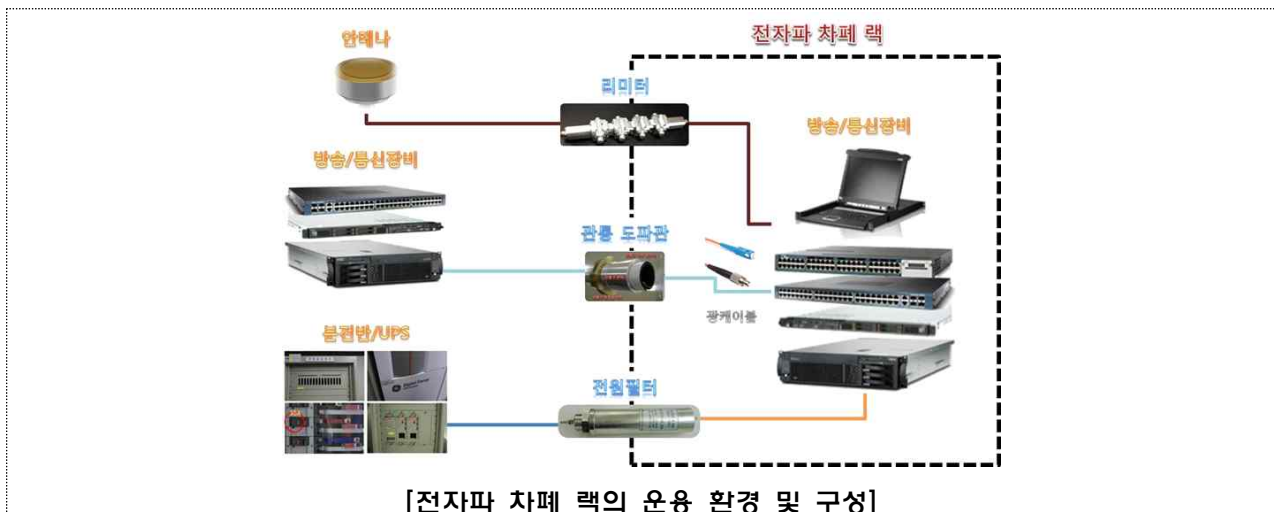 전자파 차폐 랙
안테나
리미터
방송/통신장비
방송/통신장비
관통 도파관
광케이블
분전반/UPS
전원필터
[전자파 차폐 랙의 운용 환경 및 구성]